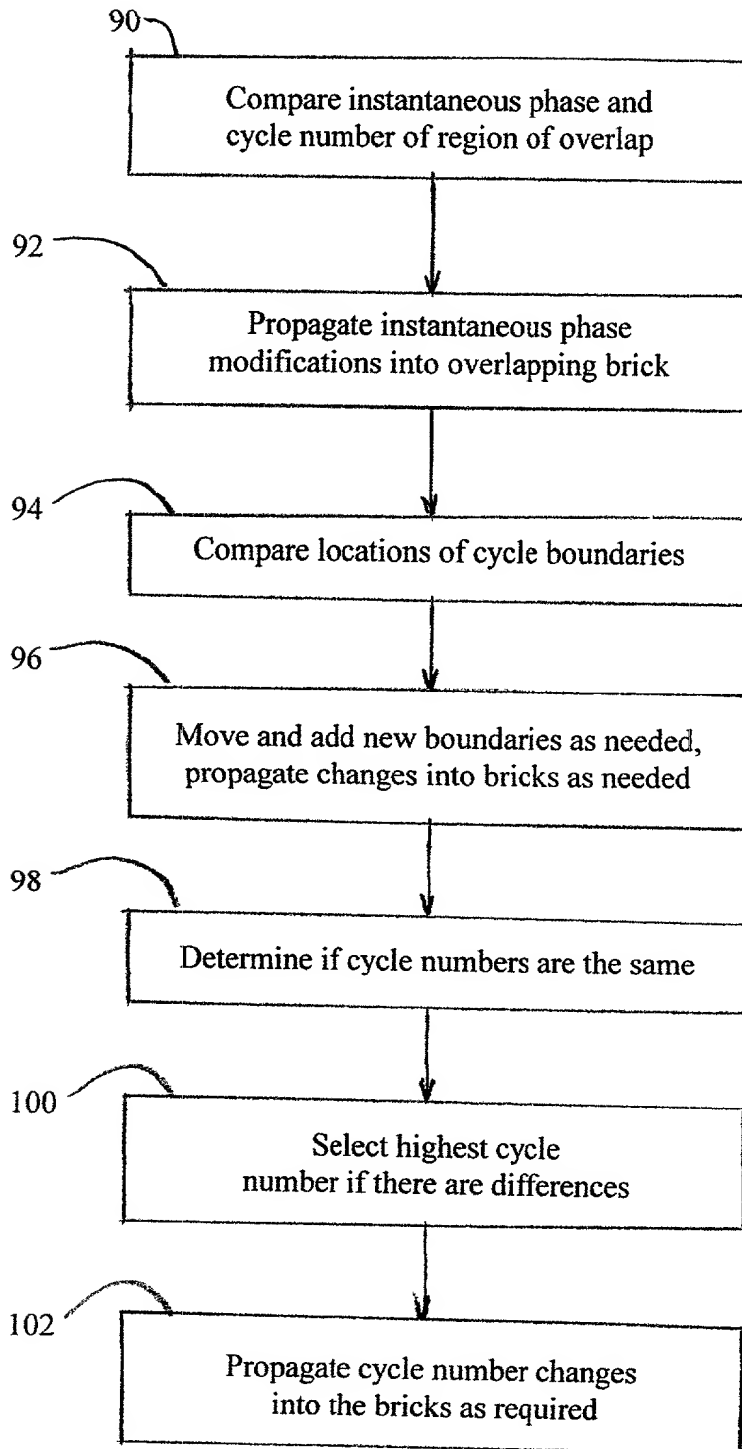 90
Compare instantaneous phase and
cycle number of region of overlap
92
Propagate instantaneous phase
modifications into overlapping brick
94
Compare locations of cycle boundaries
96
Move and add new boundaries as needed,
propagate changes into bricks as needed
98
Determine if cycle numbers are the same
100
Select highest cycle
number if there are differences
102
Propagate cycle number changes
into the bricks as required